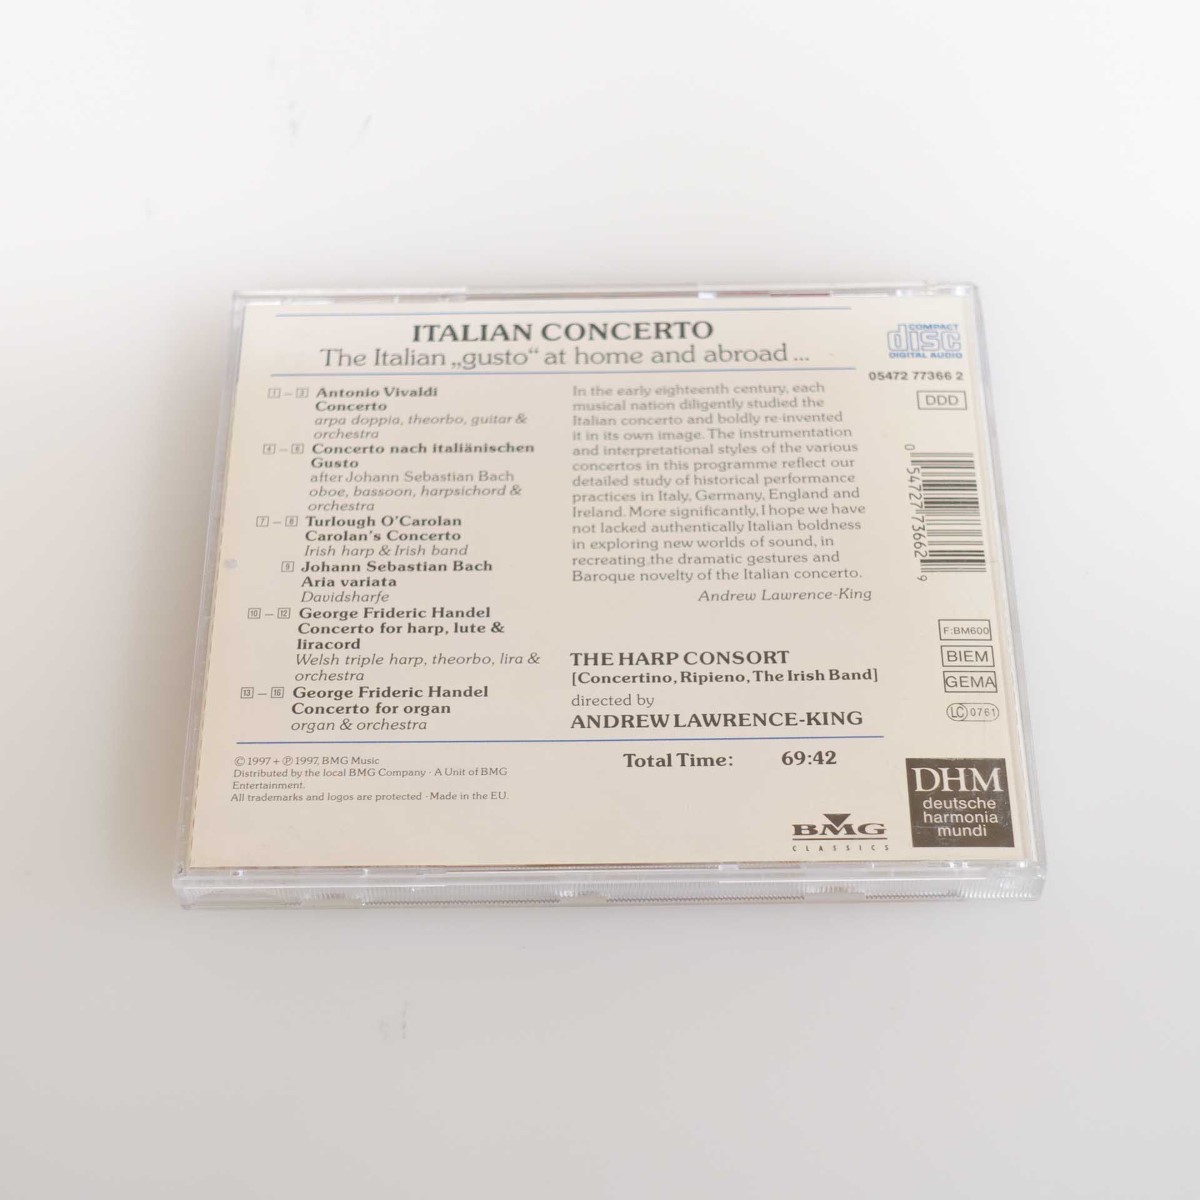 ITALIAN CONCERTO
The Italian „gusto“ at home and abroad ...
COMPACT
disc
DIGITAL AUDIO
05472 77366 2
DDD
1 – 3 Antonio Vivaldi
Concerto
arpa doppia, theorbo, guitar &
orchestra
4 – 6 Concerto nach italiänischen
Gusto
after Johann Sebastian Bach
oboe, bassoon, harpsichord &
orchestra
7 – 8 Turlough O'Carolan
Carolan's Concerto
Irish harp & Irish band
9 Johann Sebastian Bach
Aria variata
Davidsharfe
10 – 12 George Frideric Handel
Concerto for harp, lute &
liracord
Welsh triple harp, theorbo, lira &
orchestra
13 – 16 George Frideric Handel
Concerto for organ
organ & orchestra
In the early eighteenth century, each
musical nation diligently studied the
Italian concerto and boldly re-invented
it in its own image. The instrumentation
and interpretational styles of the various
concertos in this programme reflect our
detailed study of historical performance
practices in Italy, Germany, England and
Ireland. More significantly, I hope we have
not lacked authentically Italian boldness
in exploring new worlds of sound, in
recreating the dramatic gestures and
Baroque novelty of the Italian concerto.
Andrew Lawrence-King
THE HARP CONSORT
[Concertino, Ripieno, The Irish Band]
directed by
ANDREW LAWRENCE-KING
0 54727 73662 9
F:BM600
BIEM
GEMA
LC 0761
© 1997 + ℗ 1997, BMG Music
Distributed by the local BMG Company · A Unit of BMG
Entertainment.
All trademarks and logos are protected · Made in the EU.
Total Time: 69:42
BMG
CLASSICS
DHM
deutsche
harmonia
mundi